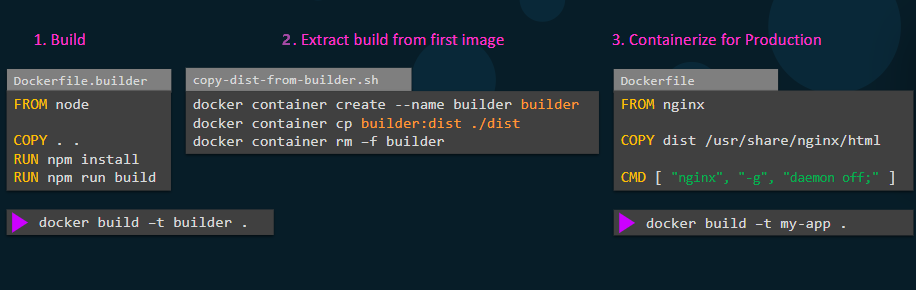 1. Build
Dockerfile.builder
FROM node
COPY . .
RUN npm install
RUN npm run build
docker build –t builder .
2. Extract build from first image
copy-dist-from-builder.sh
docker container create --name builder builder
docker container cp builder:dist ./dist
docker container rm –f builder
3. Containerize for Production
Dockerfile
FROM nginx
COPY dist /usr/share/nginx/html
CMD [ "nginx", "-g", "daemon off;" ]
docker build –t my-app .